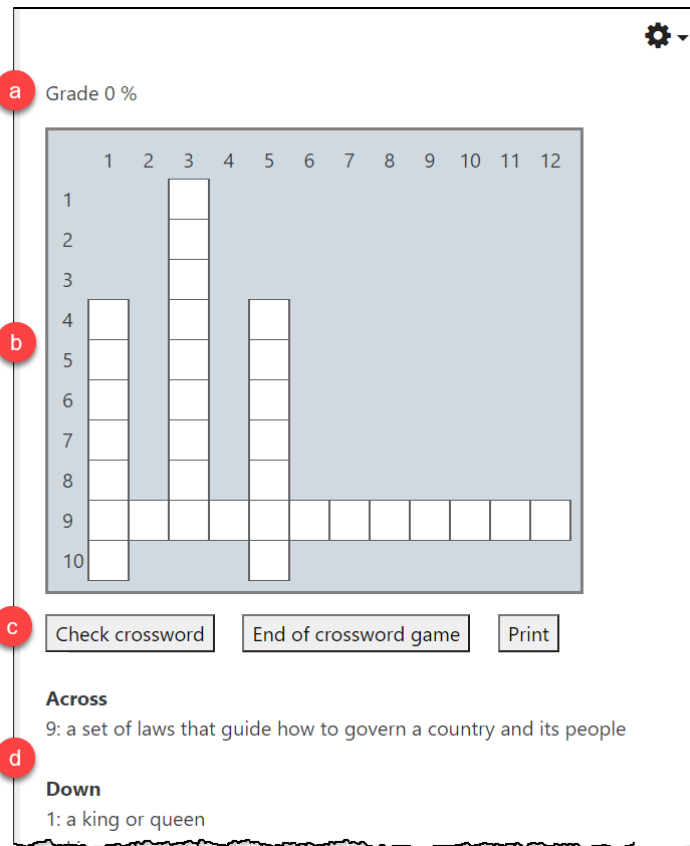 a Grade 0 %
1 2 3 4 5 6 7 8 9 10 11 12
1
2
3
4
b
5
6
7
8
9
10
c Check crossword End of crossword game Print
Across
9: a set of laws that guide how to govern a country and its people
d
Down
1: a king or queen